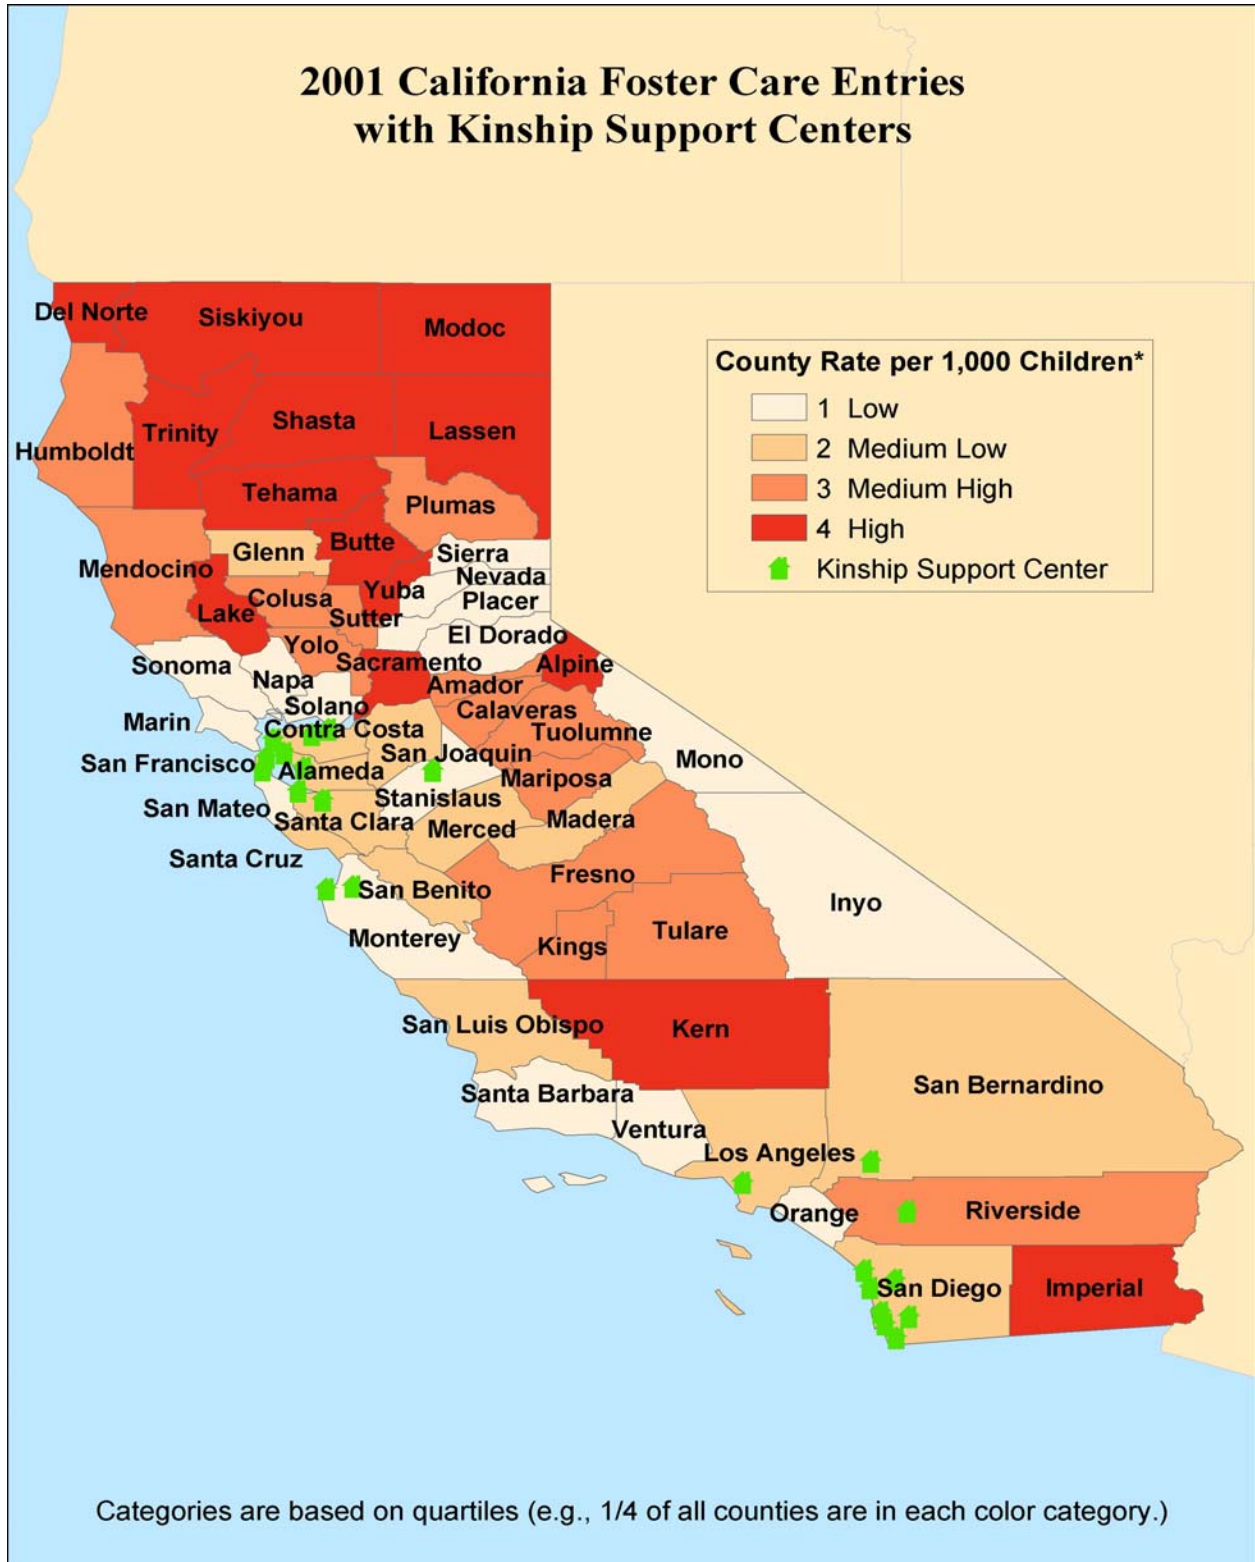 2001 California Foster Care Entries
with Kinship Support Centers
Del Norte
Siskiyou
Modoc
County Rate per 1,000 Children*
1 Low
2 Medium Low
3 Medium High
4 High
Kinship Support Center
Humboldt
Trinity
Shasta
Lassen
Tehama
Plumas
Mendocino
Glenn
Butte
Sierra
Nevada
Placer
Lake
Colusa
Yuba
Sutter
El Dorado
Yolo
Sonoma
Napa
Sacramento
Alpine
Amador
Solano
Calaveras
Marin
Contra Costa
Tuolumne
San Joaquin
Mono
San Francisco
Alameda
Mariposa
San Mateo
Stanislaus
Santa Clara
Merced
Madera
Santa Cruz
San Benito
Fresno
Inyo
Monterey
Kings
Tulare
San Luis Obispo
Kern
Santa Barbara
San Bernardino
Ventura
Los Angeles
Orange
Riverside
San Diego
Imperial
Categories are based on quartiles (e.g., 1/4 of all counties are in each color category.)